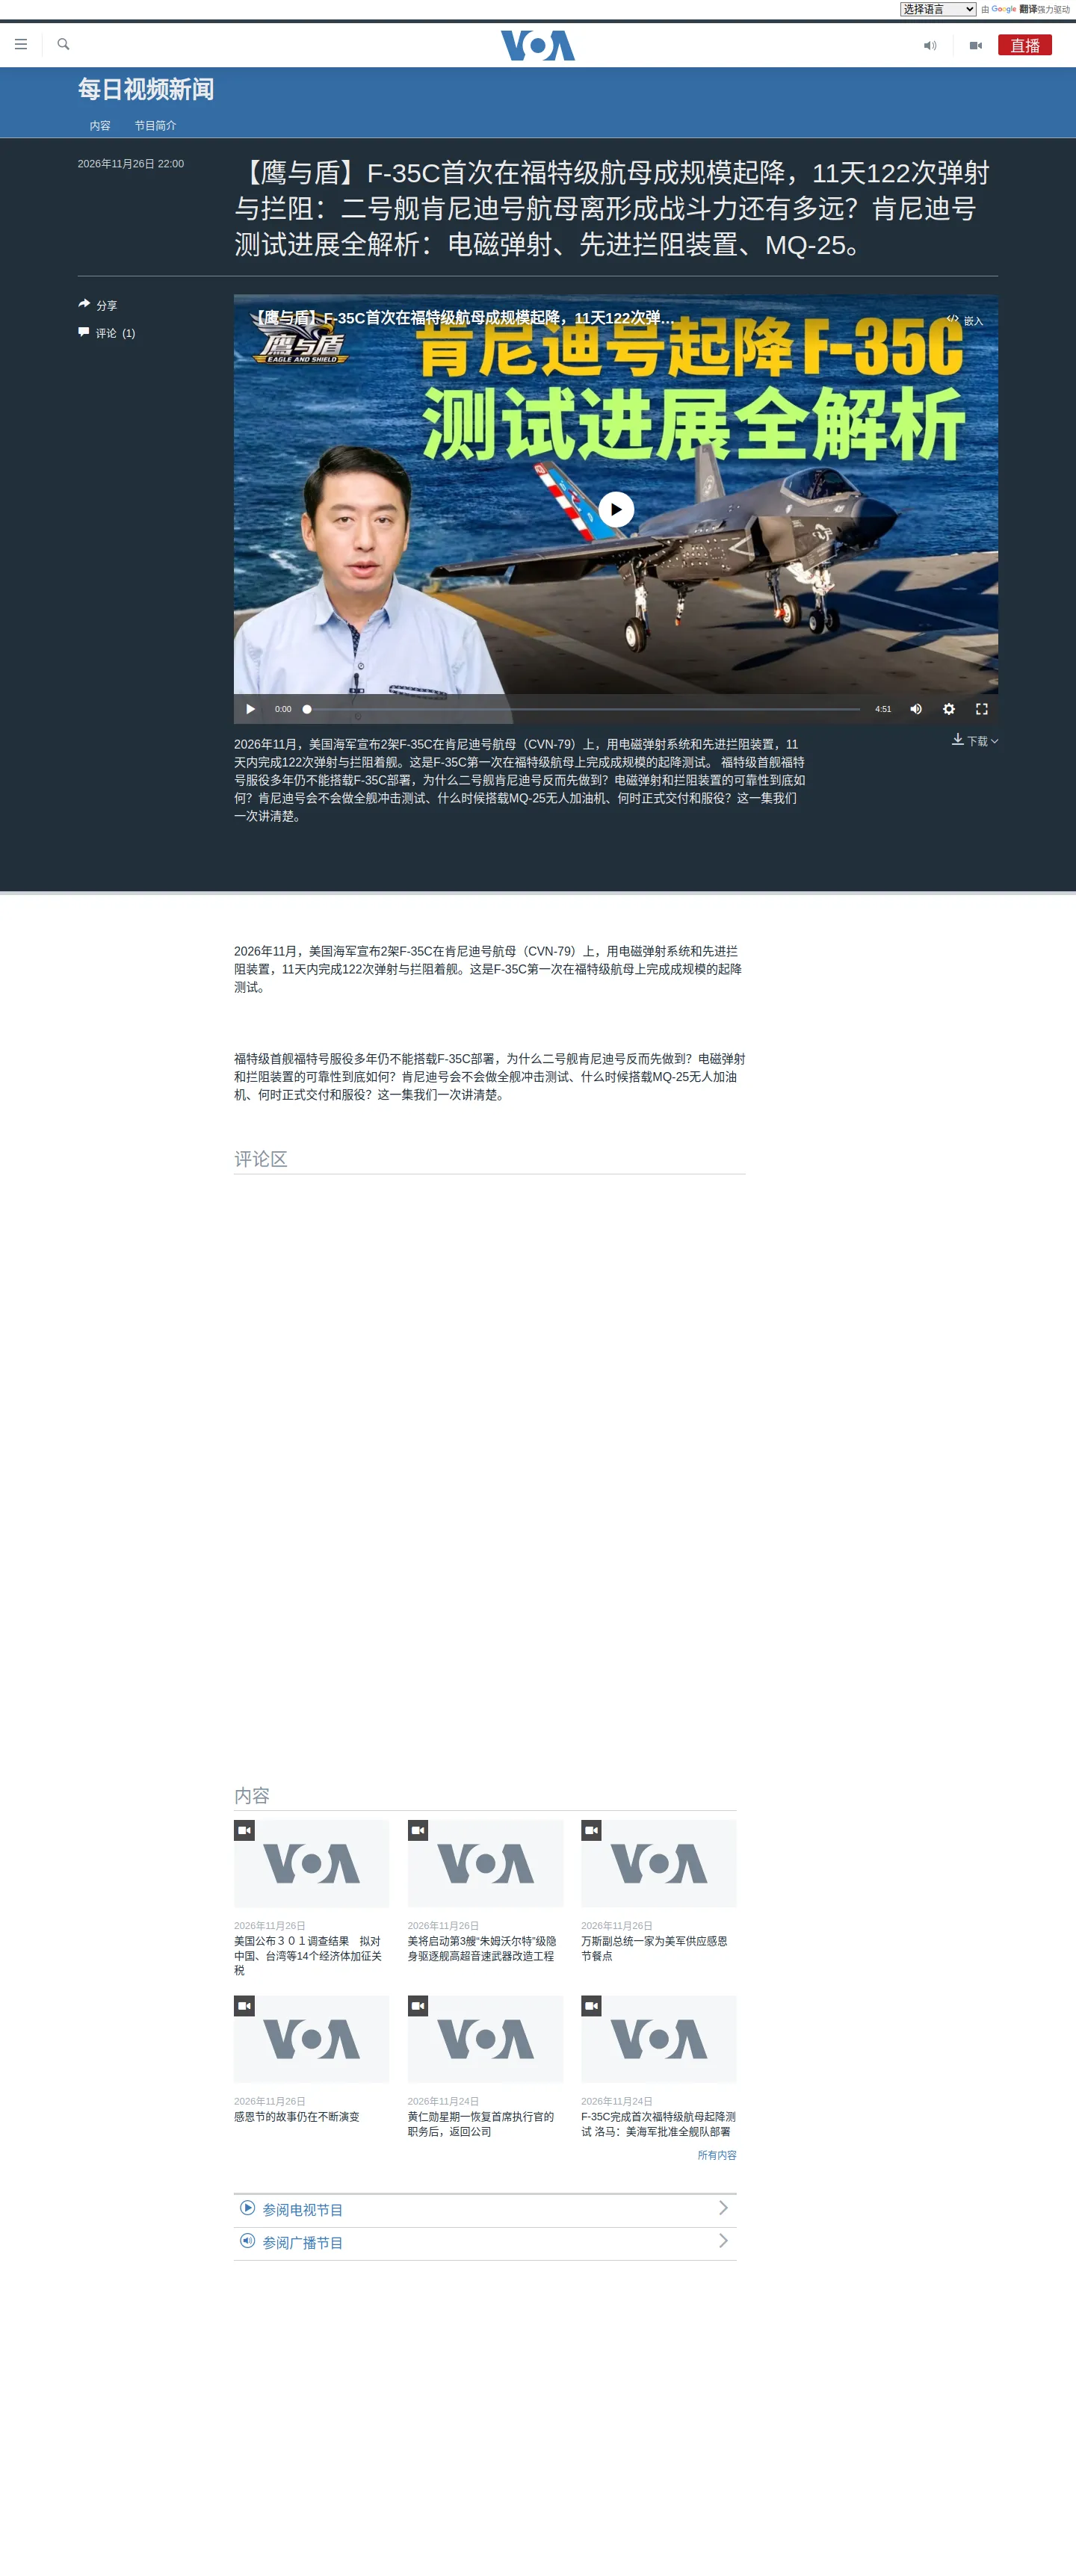 选择语言 由 Google 翻译强力驱动
VOA
直播
每日视频新闻
内容 节目简介
2026年11月26日 22:00
【鹰与盾】F-35C首次在福特级航母成规模起降，11天122次弹射
与拦阻：二号舰肯尼迪号航母离形成战斗力还有多远？肯尼迪号
测试进展全解析：电磁弹射、先进拦阻装置、MQ-25。
分享
评论 (1)
【鹰与盾】F-35C首次在福特级航母成规模起降，11天122次弹...
嵌入
鹰与盾
EAGLE AND SHIELD
肯尼迪号起降F-35C
测试进展全解析
0:00
4:51
下载
2026年11月，美国海军宣布2架F-35C在肯尼迪号航母（CVN-79）上，用电磁弹射系统和先进拦阻装置，11
天内完成122次弹射与拦阻着舰。这是F-35C第一次在福特级航母上完成成规模的起降测试。 福特级首舰福特
号服役多年仍不能搭载F-35C部署，为什么二号舰肯尼迪号反而先做到？电磁弹射和拦阻装置的可靠性到底如
何？肯尼迪号会不会做全舰冲击测试、什么时候搭载MQ-25无人加油机、何时正式交付和服役？这一集我们
一次讲清楚。
2026年11月，美国海军宣布2架F-35C在肯尼迪号航母（CVN-79）上，用电磁弹射系统和先进拦
阻装置，11天内完成122次弹射与拦阻着舰。这是F-35C第一次在福特级航母上完成成规模的起降
测试。
福特级首舰福特号服役多年仍不能搭载F-35C部署，为什么二号舰肯尼迪号反而先做到？电磁弹射
和拦阻装置的可靠性到底如何？肯尼迪号会不会做全舰冲击测试、什么时候搭载MQ-25无人加油
机、何时正式交付和服役？这一集我们一次讲清楚。
评论区
内容
VOA
VOA
VOA
2026年11月26日
美国公布３０１调查结果　拟对
中国、台湾等14个经济体加征关
税
2026年11月26日
美将启动第3艘“朱姆沃尔特”级隐
身驱逐舰高超音速武器改造工程
2026年11月26日
万斯副总统一家为美军供应感恩
节餐点
VOA
VOA
VOA
2026年11月26日
感恩节的故事仍在不断演变
2026年11月24日
黄仁勋星期一恢复首席执行官的
职务后，返回公司
2026年11月24日
F-35C完成首次福特级航母起降测
试 洛马：美海军批准全舰队部署
所有内容
参阅电视节目
参阅广播节目